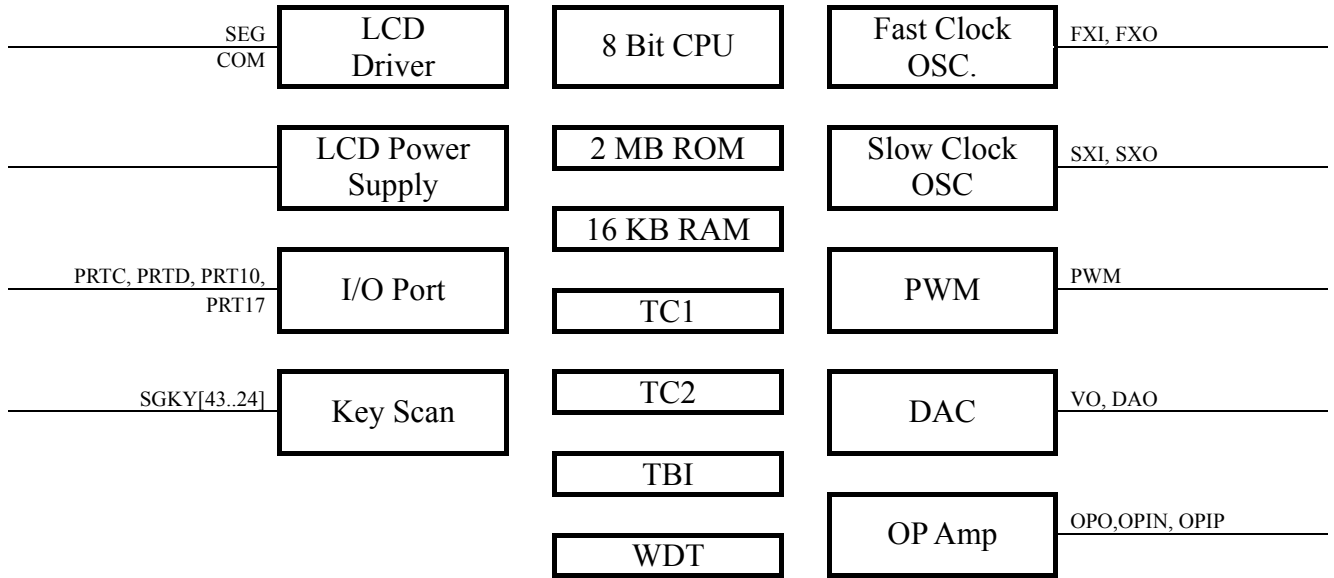 SEG
COM
LCD
Driver
8 Bit CPU
Fast Clock
OSC.
FXI, FXO
LCD Power
Supply
2 MB ROM
Slow Clock
OSC
SXI, SXO
16 KB RAM
PRTC, PRTD, PRT10,
PRT17
I/O Port
TC1
PWM
PWM
SGKY[43..24]
Key Scan
TC2
DAC
VO, DAO
TBI
OP Amp
OPO,OPIN, OPIP
WDT